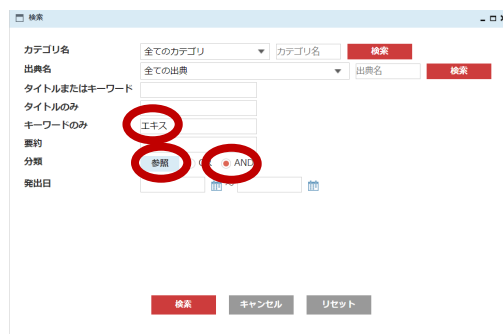 検索
カテゴリ名 全てのカテゴリ カテゴリ名 検索
出典名 全ての出典 出典名 検索
タイトルまたはキーワード
タイトルのみ
キーワードのみ エキス
要約
分類 参照 AND
発出日 ~
検索 キャンセル リセット